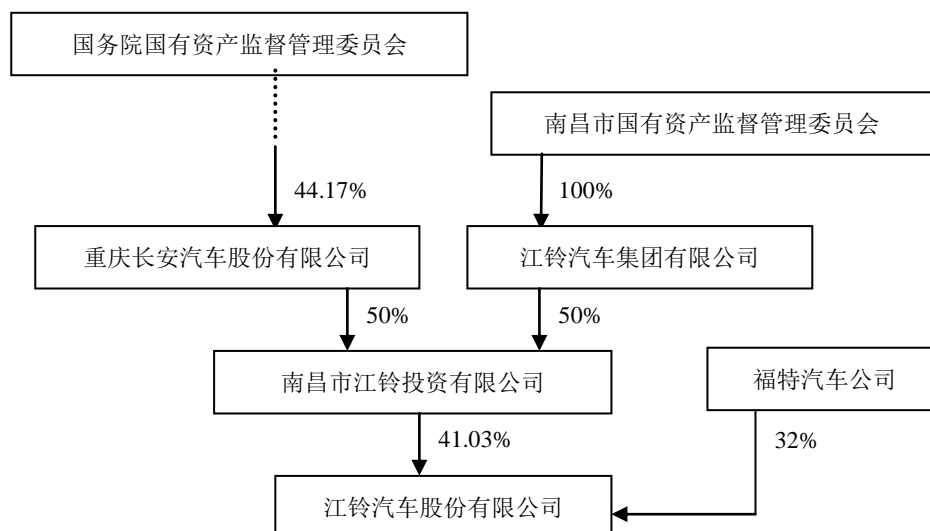 国务院国有资产监督管理委员会
南昌市国有资产监督管理委员会
44.17%
100%
重庆长安汽车股份有限公司
江铃汽车集团有限公司
50%
50%
南昌市江铃投资有限公司
福特汽车公司
41.03%
32%
江铃汽车股份有限公司